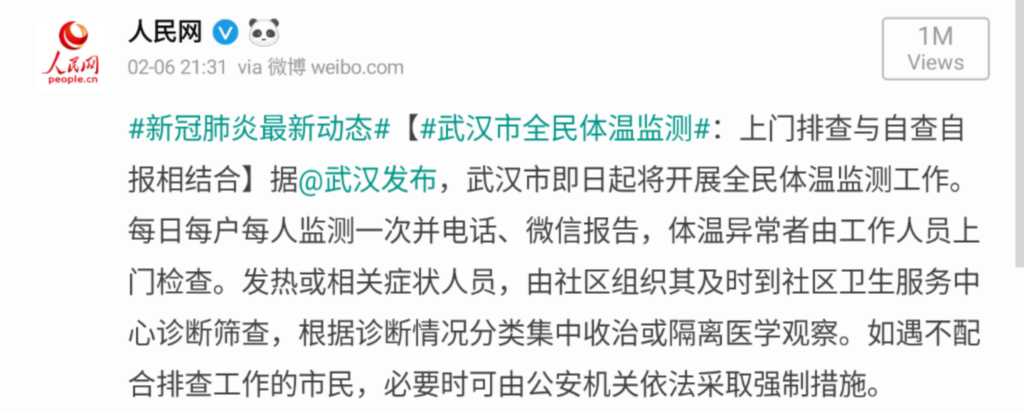 人民网
02-06 21:31 via 微博 weibo.com
1M
Views
人民网
people.cn
#新冠肺炎最新动态#【#武汉市全民体温监测#：上门排查与自查自
报相结合】据@武汉发布，武汉市即日起将开展全民体温监测工作。
每日每户每人监测一次并电话、微信报告，体温异常者由工作人员上
门检查。发热或相关症状人员，由社区组织其及时到社区卫生服务中
心诊断筛查，根据诊断情况分类集中收治或隔离医学观察。如遇不配
合排查工作的市民，必要时可由公安机关依法采取强制措施。